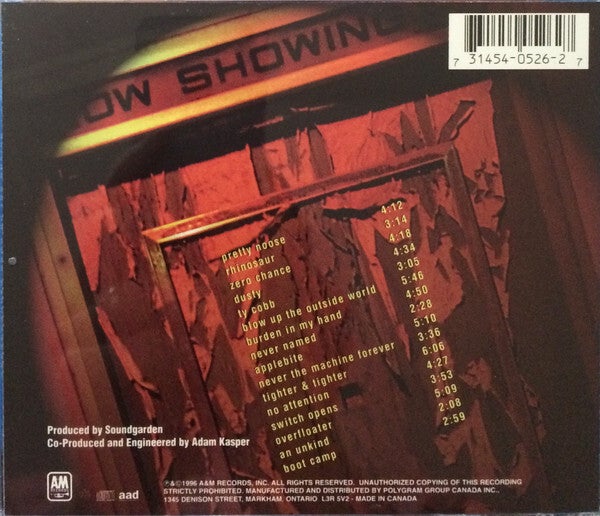 OW SHOWING
7 31454-0526-2 7
pretty noose 4:12
rhinosaur 3:14
zero chance 4:18
dusty 4:34
ty cobb 3:05
blow up the outside world 5:46
burden in my hand 4:50
never named 2:28
applebite 5:10
never the machine forever 3:36
tighter & tighter 6:06
no attention 4:27
switch opens 3:53
overfloater 5:09
an unkind 2:08
boot camp 2:59
Produced by Soundgarden
Co-Produced and Engineered by Adam Kasper
A&M
aad
℗©1996 A&M RECORDS, INC. ALL RIGHTS RESERVED. UNAUTHORIZED COPYING OF THIS RECORDING
STRICTLY PROHIBITED. MANUFACTURED AND DISTRIBUTED BY POLYGRAM GROUP CANADA INC.,
1345 DENISON STREET, MARKHAM, ONTARIO L3R 5V2 - MADE IN CANADA